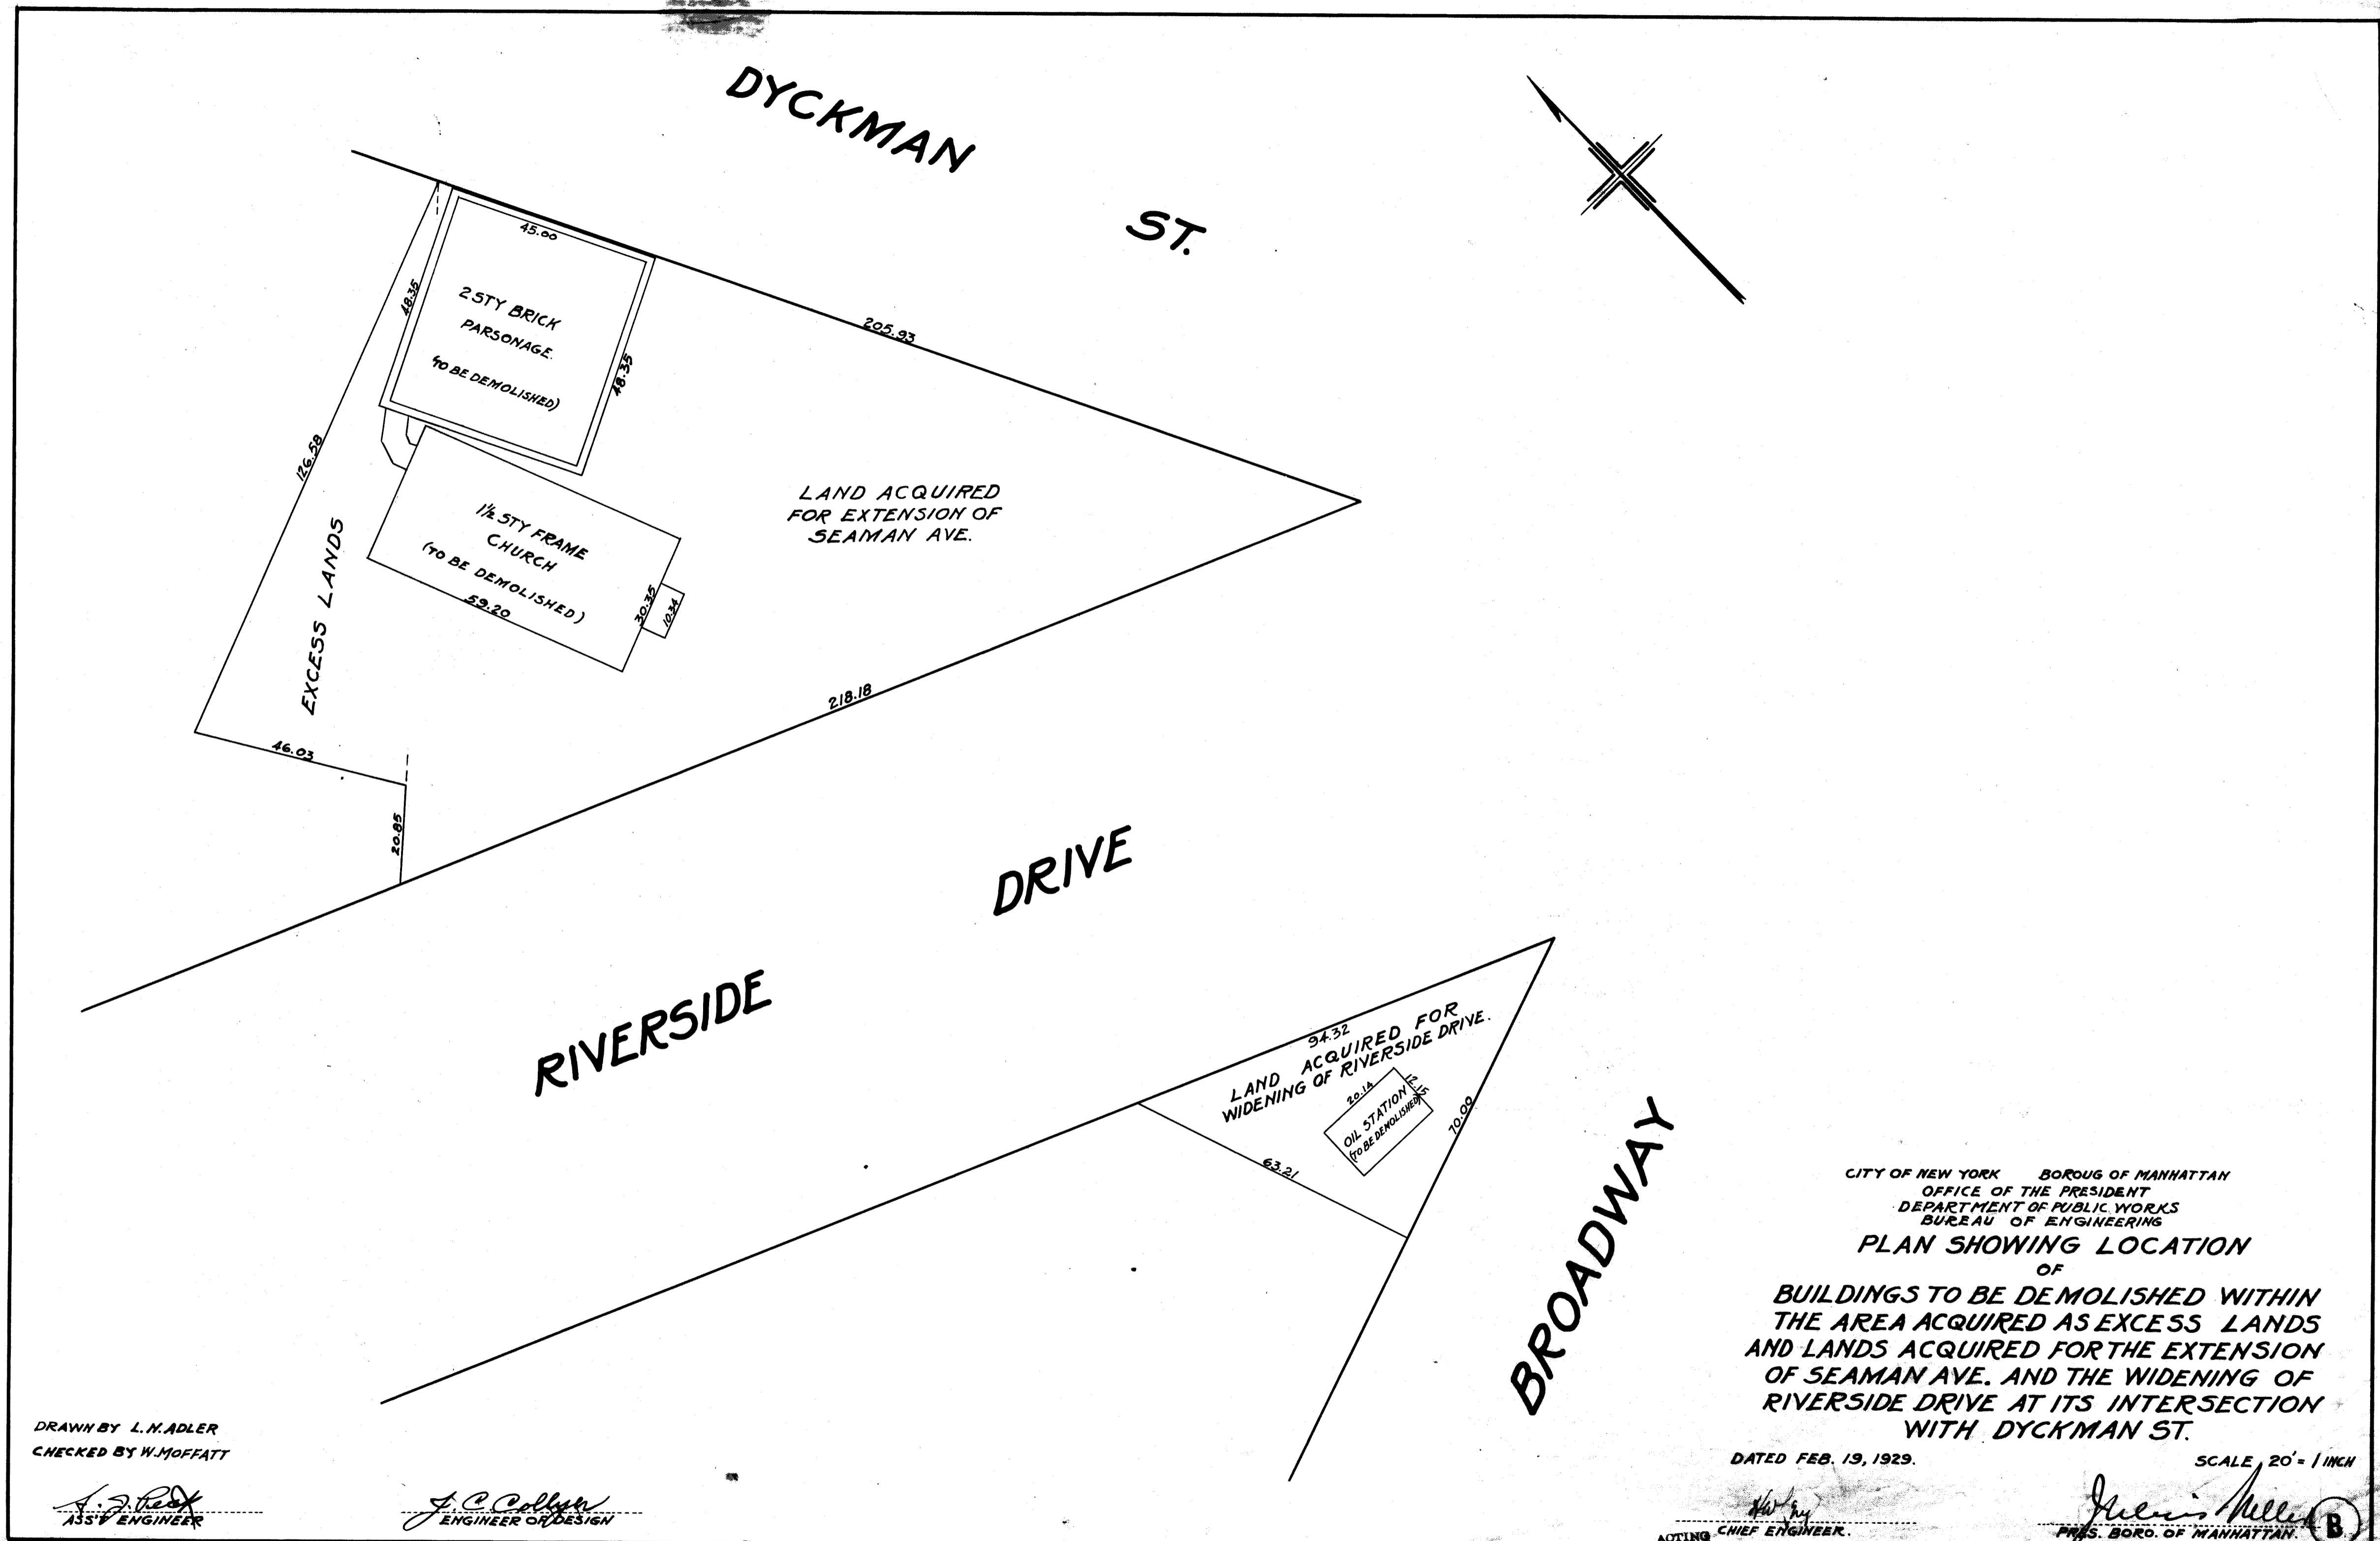 DYCKMAN
ST.
45.00
48.35
2 STY BRICK
PARSONAGE.
(TO BE DEMOLISHED)
48.35
205.93
126.58
EXCESS LANDS
1½ STY FRAME
CHURCH
(TO BE DEMOLISHED)
59.20
30.35
10.34
LAND ACQUIRED
FOR EXTENSION OF
SEAMAN AVE.
218.18
46.03
20.85
RIVERSIDE
DRIVE
94.32
LAND ACQUIRED FOR
WIDENING OF RIVERSIDE DRIVE.
20.14
12.15
OIL STATION
(TO BE DEMOLISHED)
70.00
63.21
BROADWAY
CITY OF NEW YORK BOROUG OF MANHATTAN
OFFICE OF THE PRESIDENT
DEPARTMENT OF PUBLIC WORKS
BUREAU OF ENGINEERING
PLAN SHOWING LOCATION
OF
BUILDINGS TO BE DEMOLISHED WITHIN
THE AREA ACQUIRED AS EXCESS LANDS
AND LANDS ACQUIRED FOR THE EXTENSION
OF SEAMAN AVE. AND THE WIDENING OF
RIVERSIDE DRIVE AT ITS INTERSECTION
WITH DYCKMAN ST.
DATED FEB. 19, 1929.
SCALE, 20' = 1 INCH
DRAWN BY L.N. ADLER
CHECKED BY W. MOFFATT
A. J. Peck
ASS'T ENGINEER
J. C. Collyer
ENGINEER OF DESIGN
ACTING CHIEF ENGINEER.
Julius Miller
PRES. BORO. OF MANHATTAN.
B